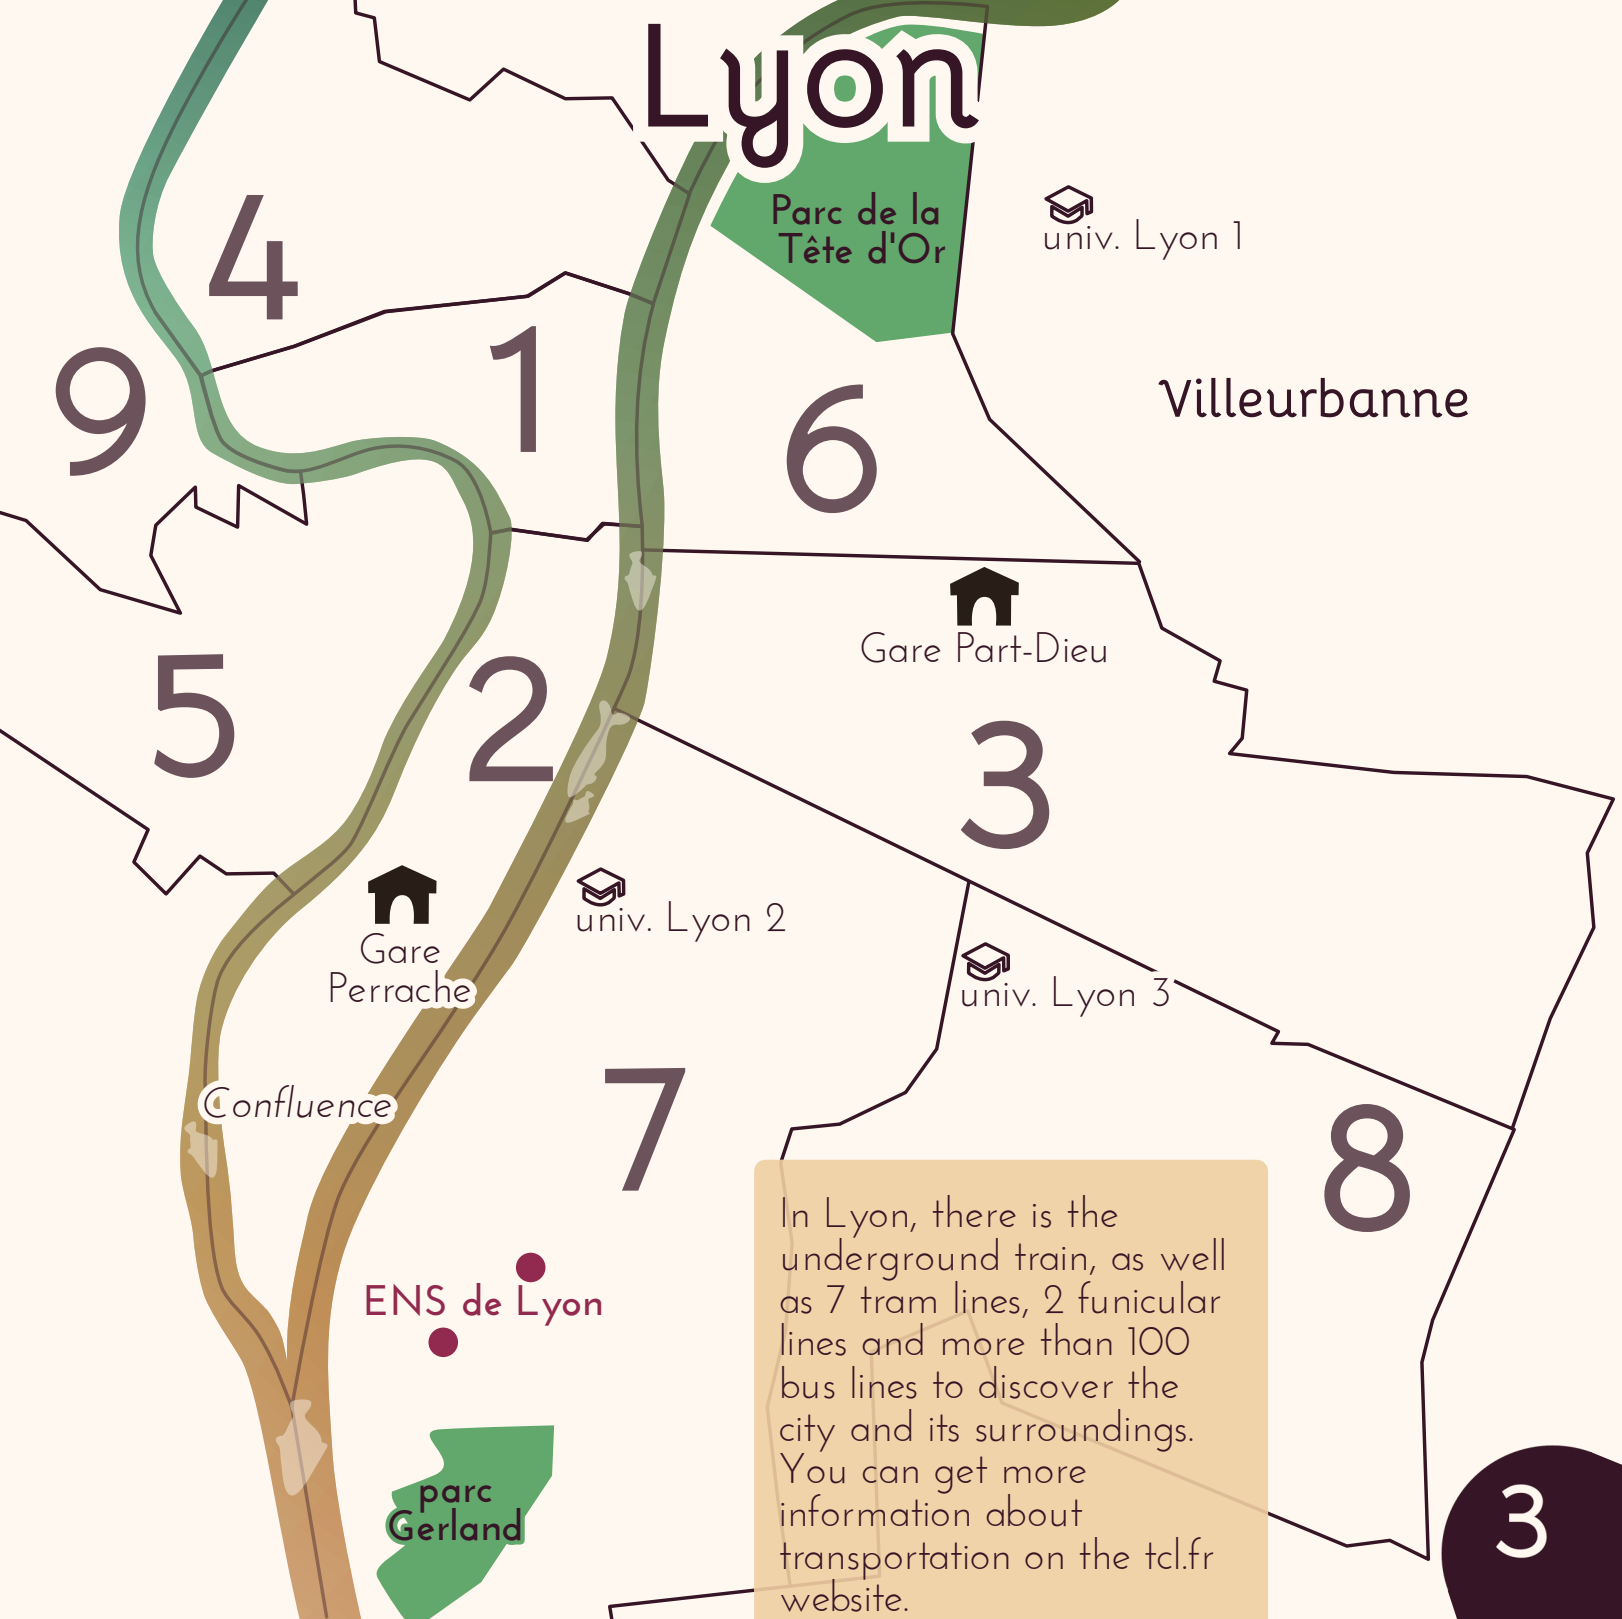 Lyon
Parc de la
Tête d'Or
univ. Lyon 1
4
9
1
6
Villeurbanne
Gare Part-Dieu
5
2
3
univ. Lyon 2
Gare
Perrache
univ. Lyon 3
Confluence
7
8
ENS de Lyon
parc
Gerland
In Lyon, there is the
underground train, as well
as 7 tram lines, 2 funicular
lines and more than 100
bus lines to discover the
city and its surroundings.
You can get more
information about
transportation on the tcl.fr
website.
3